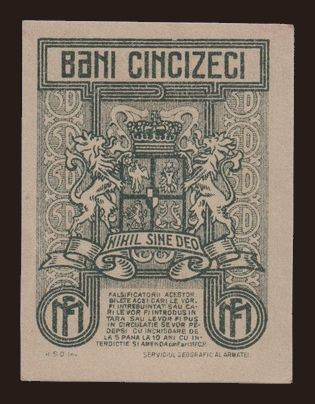 BANI CINCIZECI
NIHIL SINE DEO
FALSIFICATORII ACESTOR
BILETE ACEI CARI LE VOR
FI INTREBUINTAT SAU CA-
RI LE VOR FI INTRODUS IN
TARA SAU LE VOR FI PUS
IN CIRCULATIE SE VOR PE-
DEPSI CU INCHISOARE DE
LA 5 PANA LA 10 ANI CU IN-
TERDICTIE SI AMENDA
SERVICIUL GEOGRAFIC AL ARMATEI.